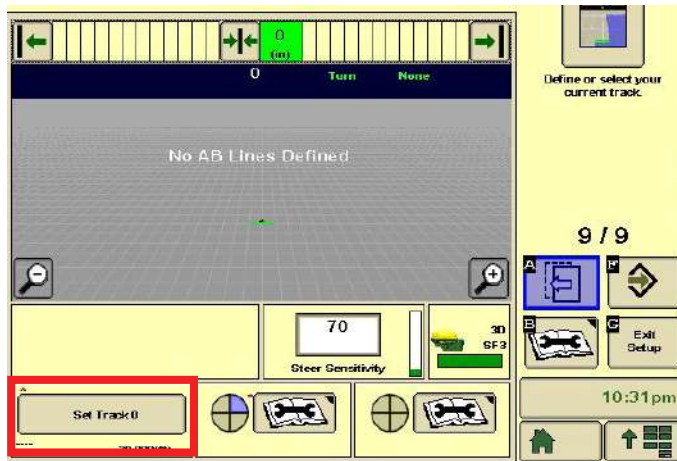 0
(in)
0 Turn None
No AB Lines Defined
70
Steer Sensitivity
3D
SF3
Set Track 0
Define or select your
current track.
9 / 9
A
F
B
G
Exit
Setup
10:31pm